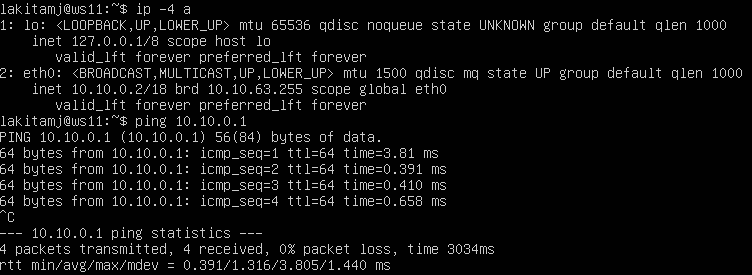 lakitamj@ws11:~$ ip -4 a
1: lo: <LOOPBACK,UP,LOWER_UP> mtu 65536 qdisc noqueue state UNKNOWN group default qlen 1000
    inet 127.0.0.1/8 scope host lo
       valid_lft forever preferred_lft forever
2: eth0: <BROADCAST,MULTICAST,UP,LOWER_UP> mtu 1500 qdisc mq state UP group default qlen 1000
    inet 10.10.0.2/18 brd 10.10.63.255 scope global eth0
       valid_lft forever preferred_lft forever
lakitamj@ws11:~$ ping 10.10.0.1
PING 10.10.0.1 (10.10.0.1) 56(84) bytes of data.
64 bytes from 10.10.0.1: icmp_seq=1 ttl=64 time=3.81 ms
64 bytes from 10.10.0.1: icmp_seq=2 ttl=64 time=0.391 ms
64 bytes from 10.10.0.1: icmp_seq=3 ttl=64 time=0.410 ms
64 bytes from 10.10.0.1: icmp_seq=4 ttl=64 time=0.658 ms
^C
--- 10.10.0.1 ping statistics ---
4 packets transmitted, 4 received, 0% packet loss, time 3034ms
rtt min/avg/max/mdev = 0.391/1.316/3.805/1.440 ms